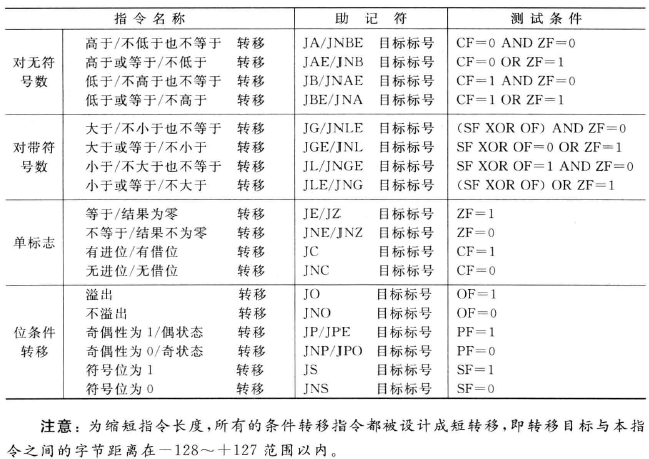 指令名称 助记符 测试条件
对无符号数 高于/不低于也不等于 转移 JA/JNBE 目标标号 CF=0 AND ZF=0
高于或等于/不低于 转移 JAE/JNB 目标标号 CF=0 OR ZF=1
低于/不高于也不等于 转移 JB/JNAE 目标标号 CF=1 AND ZF=0
低于或等于/不高于 转移 JBE/JNA 目标标号 CF=1 OR ZF=1
对带符号数 大于/不小于也不等于 转移 JG/JNLE 目标标号 (SF XOR OF) AND ZF=0
大于或等于/不小于 转移 JGE/JNL 目标标号 SF XOR OF=0 OR ZF=1
小于/不大于也不等于 转移 JL/JNGE 目标标号 SF XOR OF=1 AND ZF=0
小于或等于/不大于 转移 JLE/JNG 目标标号 (SF XOR OF) OR ZF=1
单标志 等于/结果为零 转移 JE/JZ 目标标号 ZF=1
不等于/结果不为零 转移 JNE/JNZ 目标标号 ZF=0
有进位/有借位 转移 JC 目标标号 CF=1
无进位/无借位 转移 JNC 目标标号 CF=0
位条件转移 溢出 转移 JO 目标标号 OF=1
不溢出 转移 JNO 目标标号 OF=0
奇偶性为1/偶状态 转移 JP/JPE 目标标号 PF=1
奇偶性为0/奇状态 转移 JNP/JPO 目标标号 PF=0
符号位为1 转移 JS 目标标号 SF=1
符号位为0 转移 JNS 目标标号 SF=0
注意:为缩短指令长度,所有的条件转移指令都被设计成短转移,即转移目标与本指
令之间的字节距离在-128~+127范围以内。